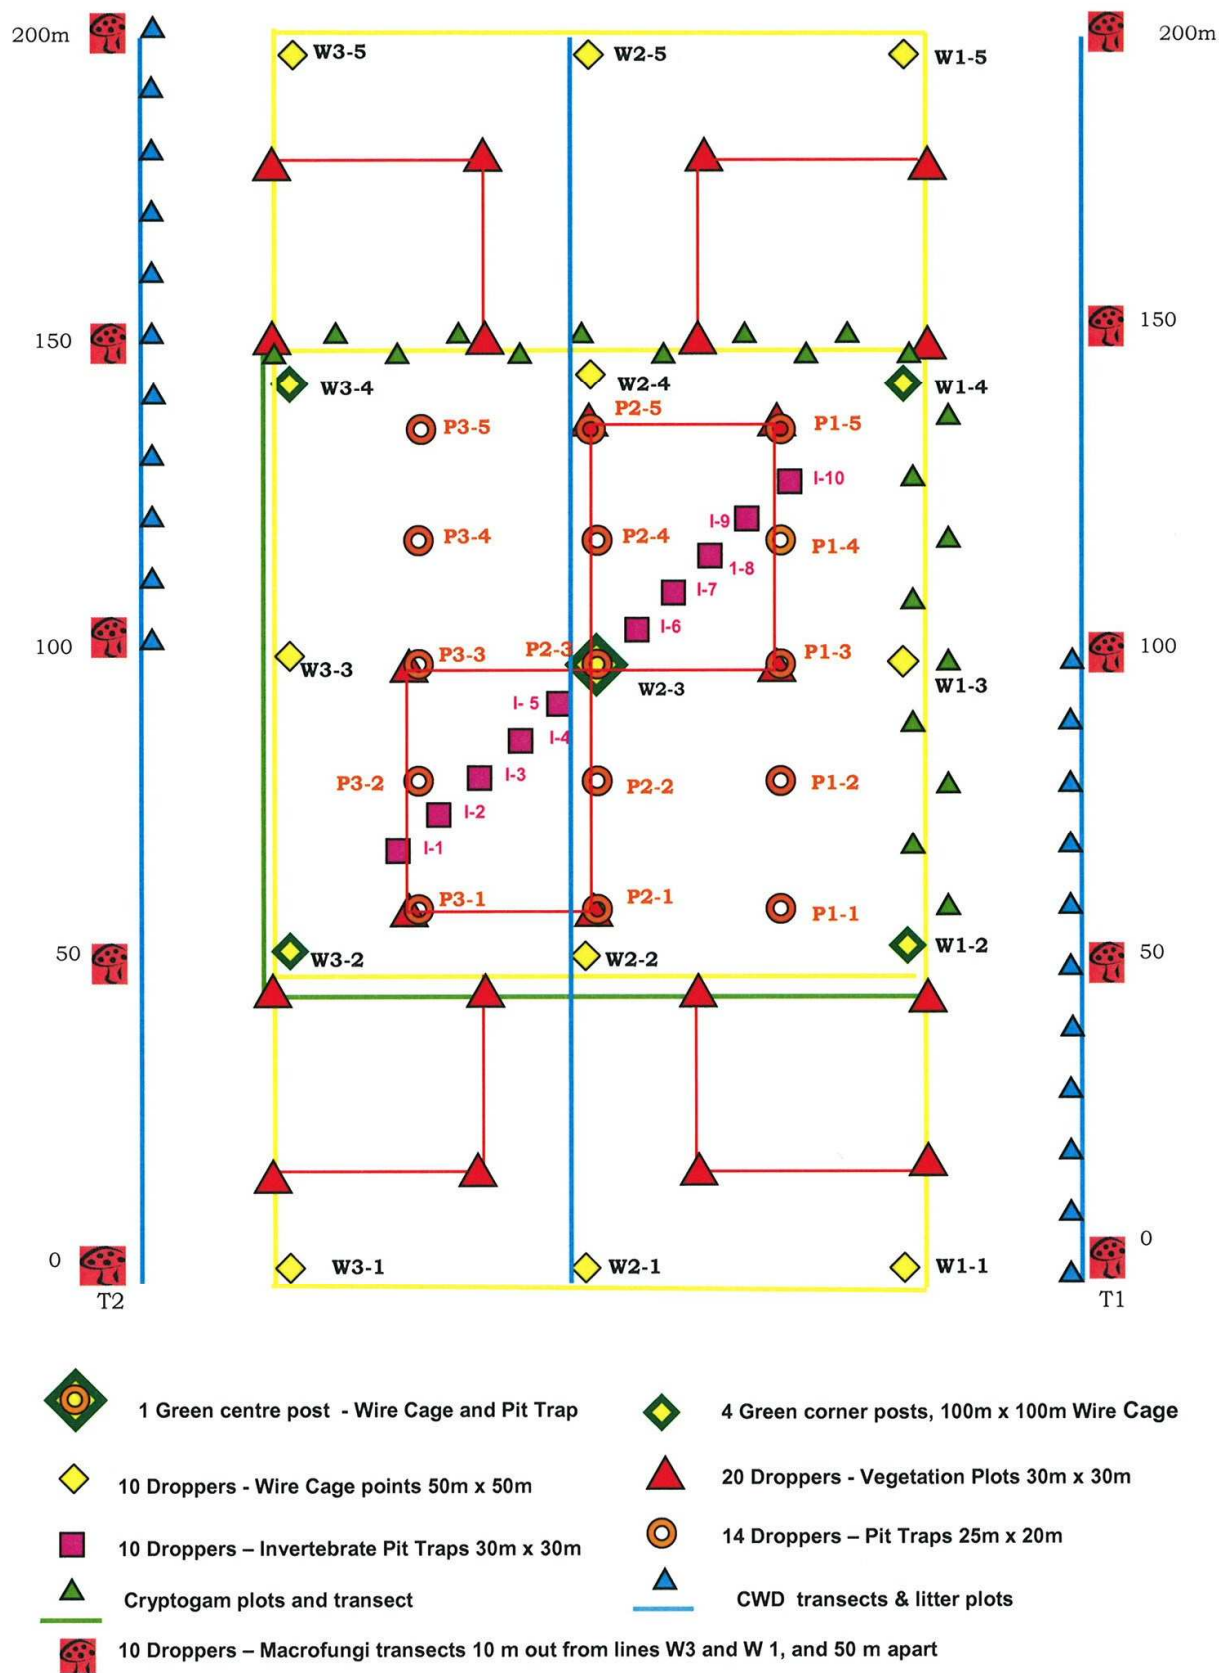 200m
W3-5
W2-5
W1-5
200m
150
150
W3-4
W2-4
W1-4
P2-5
P3-5
P1-5
I-10
I-9
P3-4
P2-4
P1-4
1-8
I-7
I-6
100
W3-3
P3-3
P2-3
P1-3
100
W2-3
W1-3
I- 5
I-4
I-3
P3-2
P2-2
P1-2
I-2
I-1
P3-1
P2-1
P1-1
50
W3-2
W2-2
W1-2
50
0
W3-1
W2-1
W1-1
0
T2
T1
1 Green centre post - Wire Cage and Pit Trap
4 Green corner posts, 100m x 100m Wire Cage
10 Droppers - Wire Cage points 50m x 50m
20 Droppers - Vegetation Plots 30m x 30m
10 Droppers – Invertebrate Pit Traps 30m x 30m
14 Droppers – Pit Traps 25m x 20m
Cryptogam plots and transect
CWD transects & litter plots
10 Droppers – Macrofungi transects 10 m out from lines W3 and W 1, and 50 m apart